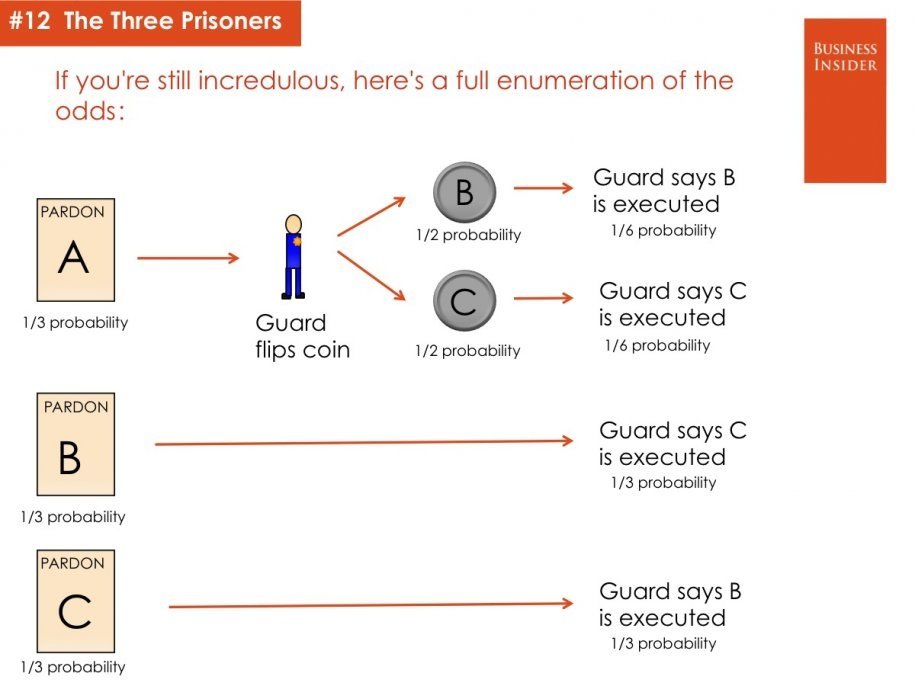 #12 The Three Prisoners
BUSINESS
INSIDER
If you're still incredulous, here's a full enumeration of the
odds:
PARDON
A
1/3 probability
Guard
flips coin
B
1/2 probability
Guard says B
is executed
1/6 probability
C
1/2 probability
Guard says C
is executed
1/6 probability
PARDON
B
1/3 probability
Guard says C
is executed
1/3 probability
PARDON
C
1/3 probability
Guard says B
is executed
1/3 probability